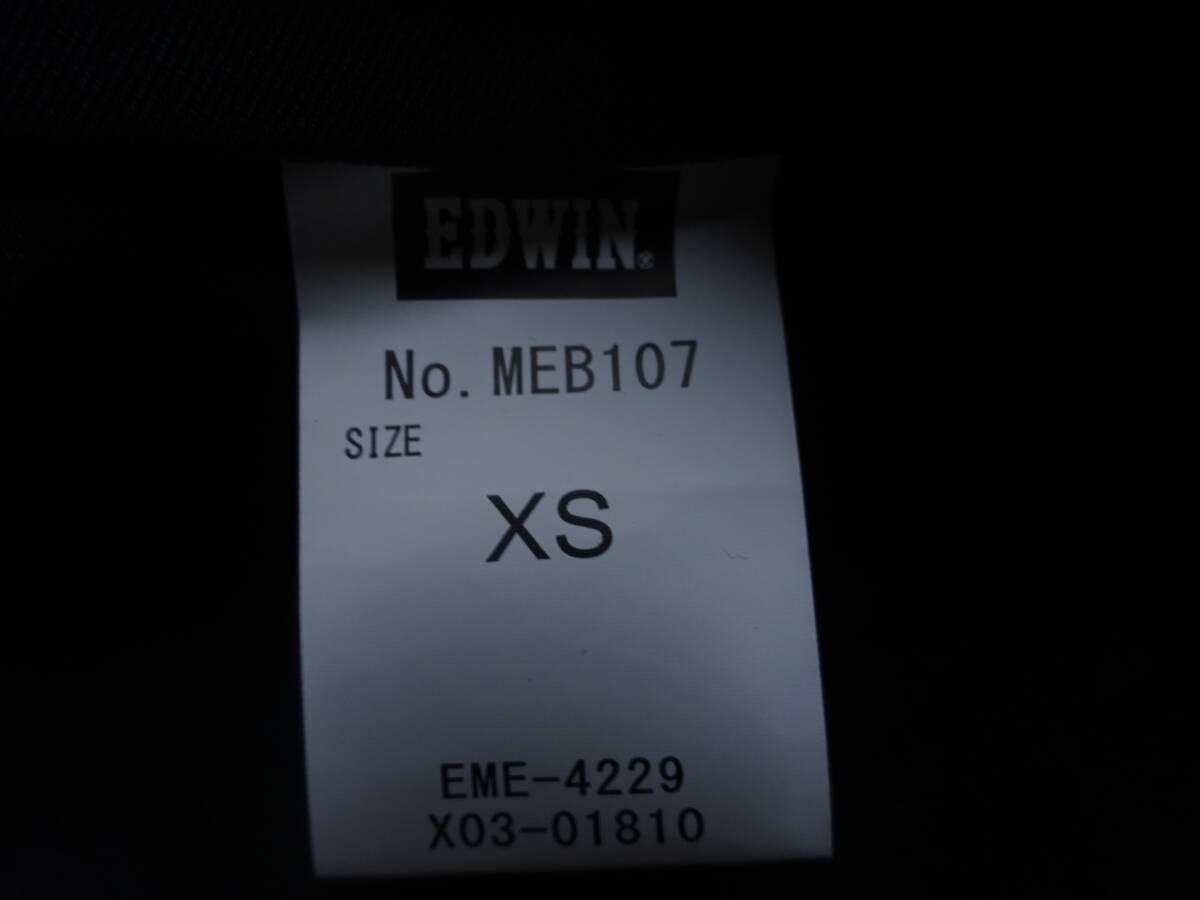 EDWIN®
No. MEB107
SIZE
XS
EME-4229
X03-01810